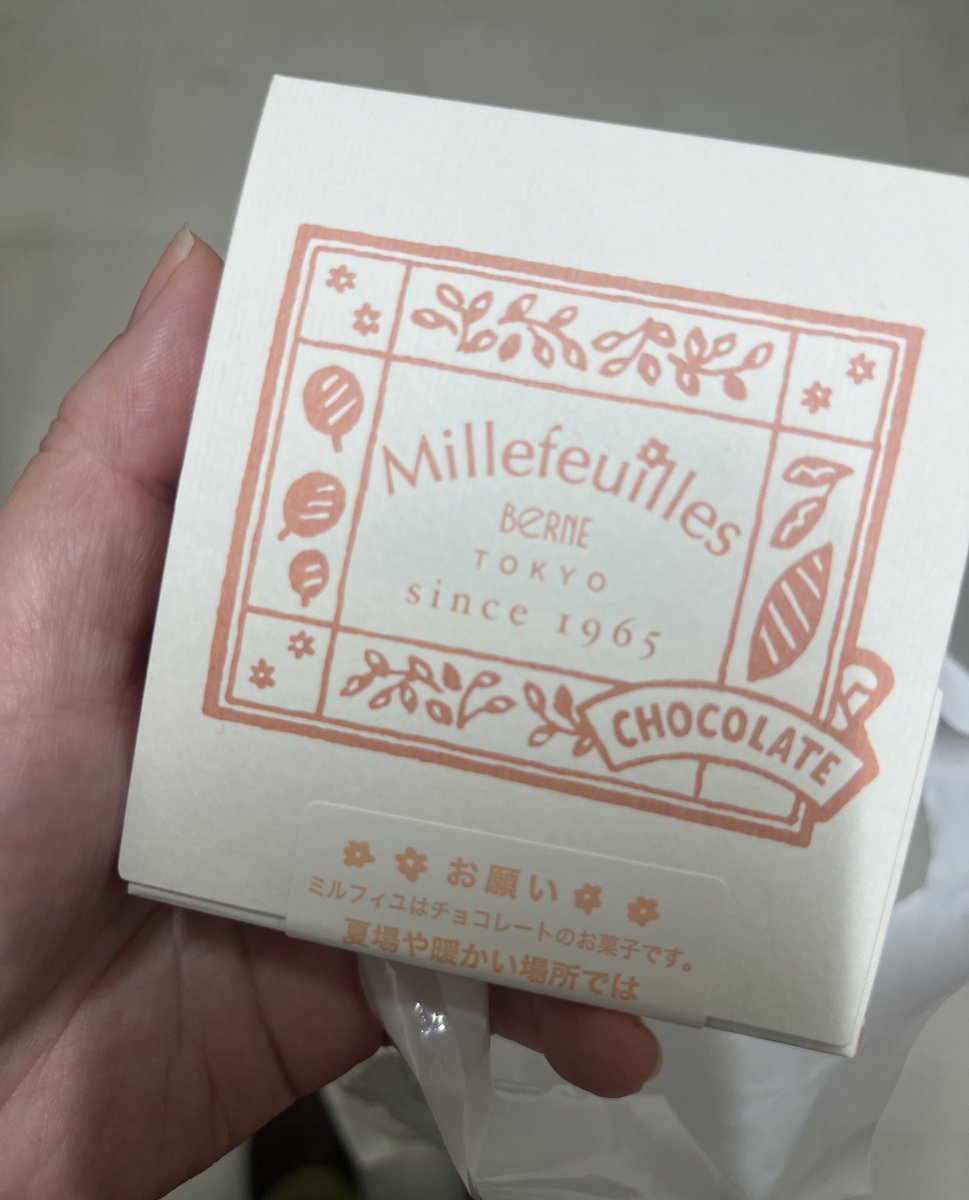 Millefeuilles
BERNE
TOKYO
since 1965
CHOCOLATE
お願い
ミルフィユはチョコレートのお菓子です。
夏場や暖かい場所では